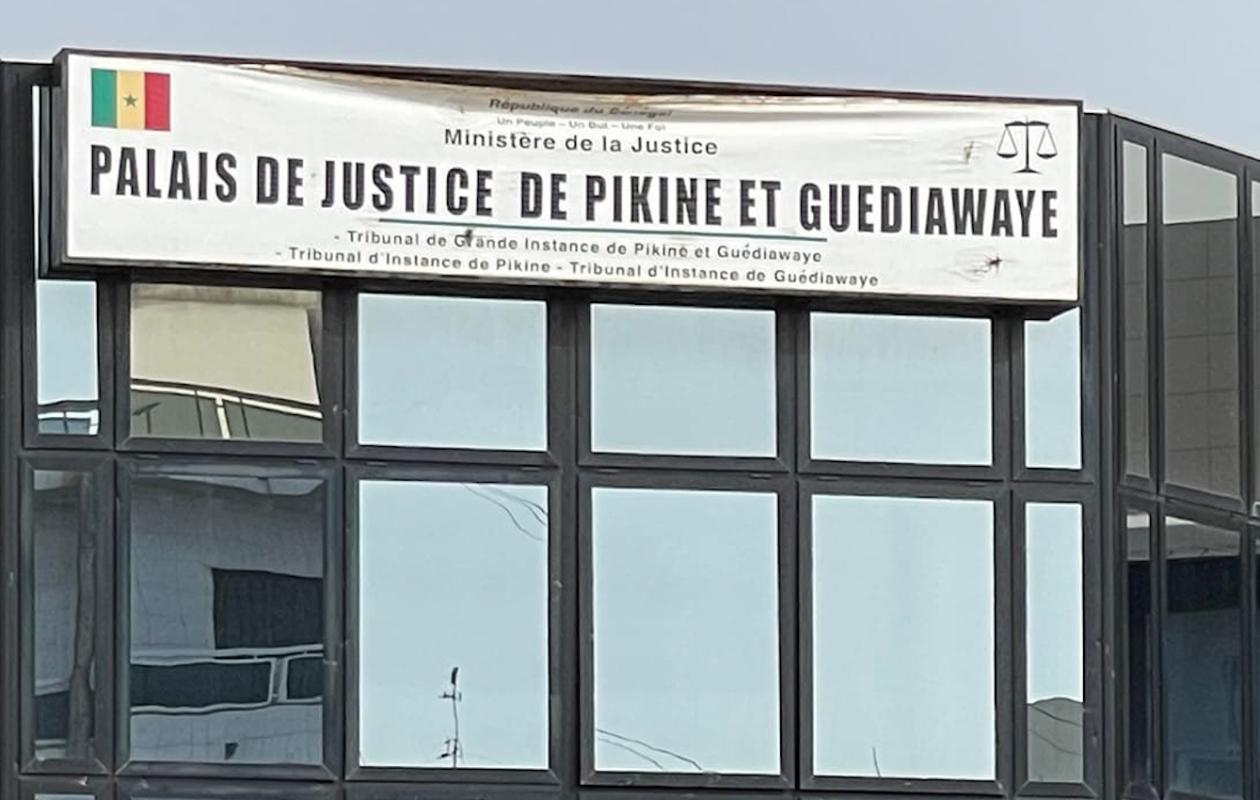 République du Sénégal
Un Peuple – Un But – Une Foi
Ministère de la Justice
PALAIS DE JUSTICE DE PIKINE ET GUEDIAWAYE
- Tribunal de Grande Instance de Pikine et Guédiawaye
- Tribunal d'Instance de Pikine - Tribunal d'Instance de Guédiawaye